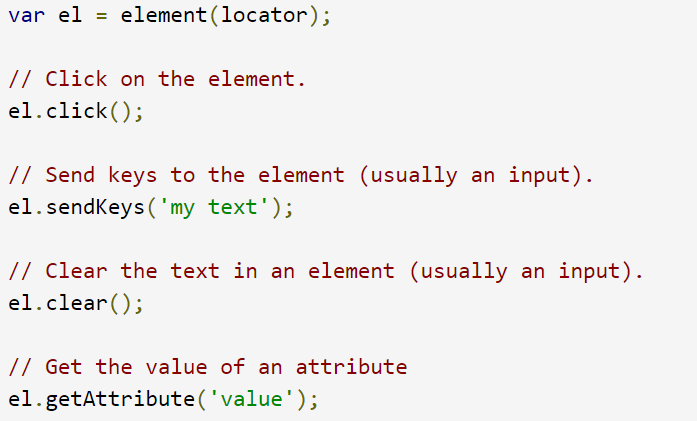 var el = element(locator);
// Click on the element.
el.click();
// Send keys to the element (usually an input).
el.sendKeys('my text');
// Clear the text in an element (usually an input).
el.clear();
// Get the value of an attribute
el.getAttribute('value');